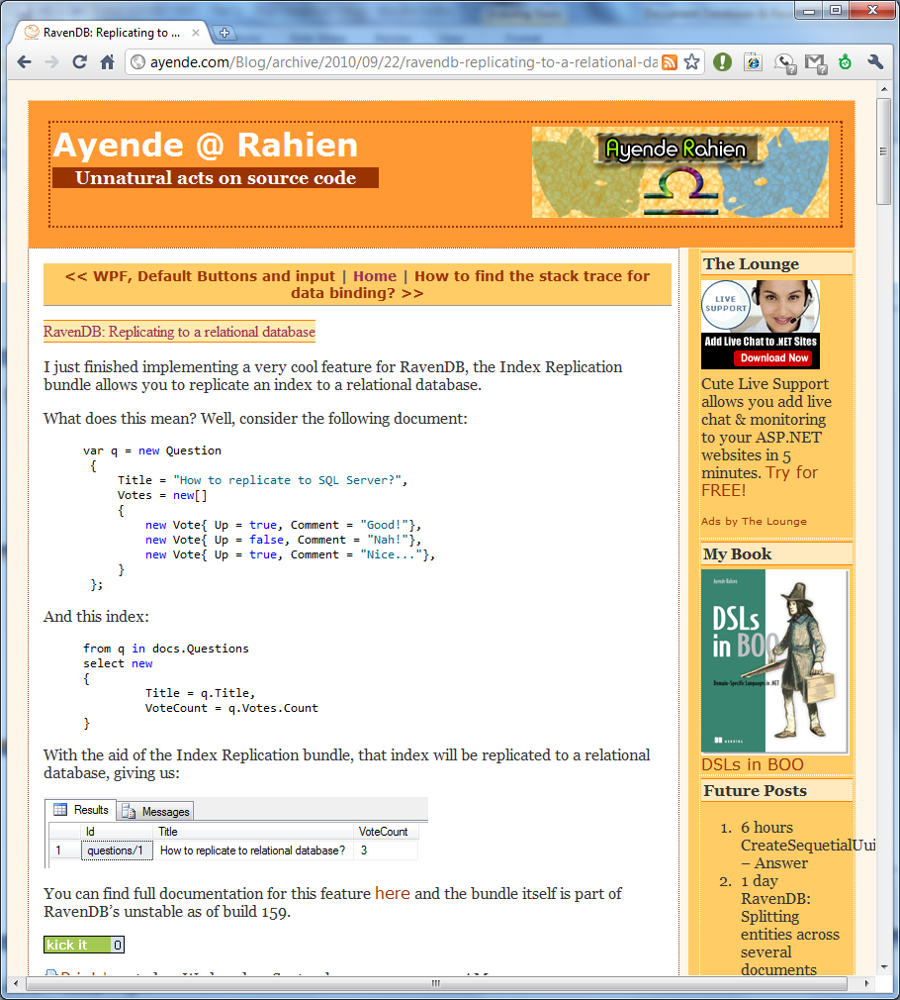 RavenDB: Replicating to ...
ayende.com/Blog/archive/2010/09/22/ravendb-replicating-to-a-relational-da
Ayende @ Rahien
Unnatural acts on source code
Ayende Rahien
<< WPF, Default Buttons and input | Home | How to find the stack trace for
data binding? >>
RavenDB: Replicating to a relational database
I just finished implementing a very cool feature for RavenDB, the Index Replication
bundle allows you to replicate an index to a relational database.
What does this mean? Well, consider the following document:
var q = new Question
{
Title = "How to replicate to SQL Server?",
Votes = new[]
{
new Vote{ Up = true, Comment = "Good!"},
new Vote{ Up = false, Comment = "Nah!"},
new Vote{ Up = true, Comment = "Nice..."},
}
};
And this index:
from q in docs.Questions
select new
{
Title = q.Title,
VoteCount = q.Votes.Count
}
With the aid of the Index Replication bundle, that index will be replicated to a relational
database, giving us:
Results Messages
Id Title VoteCount
1 questions/1 How to replicate to relational database? 3
You can find full documentation for this feature here and the bundle itself is part of
RavenDB's unstable as of build 159.
kick it 0
The Lounge
LIVE
SUPPORT
Add Live Chat to .NET Sites
Download Now
Cute Live Support
allows you add live
chat & monitoring
to your ASP.NET
websites in 5
minutes. Try for
FREE!
Ads by The Lounge
My Book
Ayende Rahien
DSLs
in BOO
Domain-Specific Languages in .NET
MANNING
DSLs in BOO
Future Posts
1. 6 hours
CreateSequetialUui
– Answer
2. 1 day
RavenDB:
Splitting
entities across
several
documents